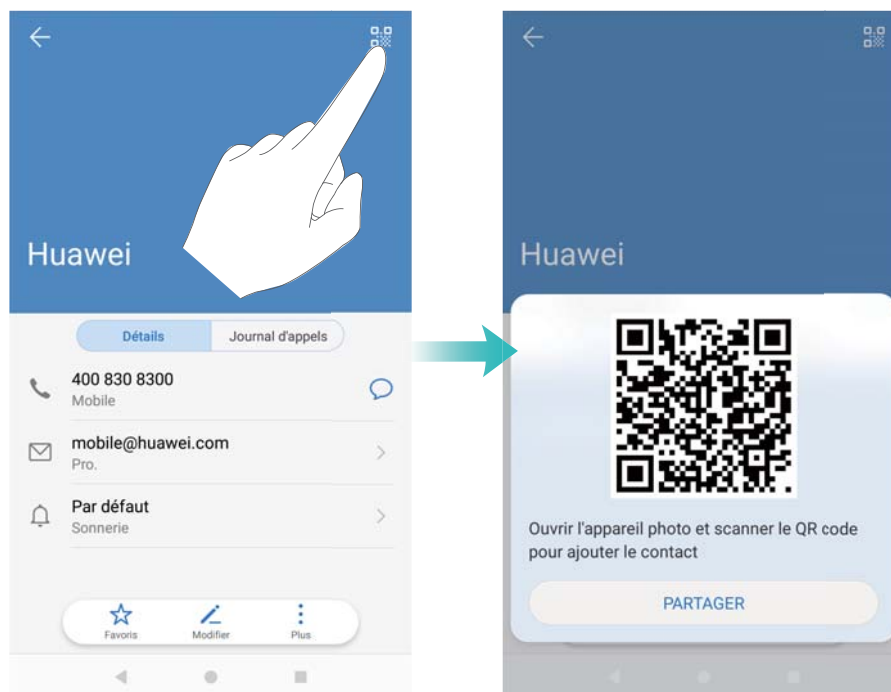 Huawei
Détails
Journal d'appels
400 830 8300
Mobile
mobile@huawei.com
Pro.
Par défaut
Sonnerie
Favoris
Modifier
Plus
Huawei
Ouvrir l'appareil photo et scanner le QR code
pour ajouter le contact
PARTAGER